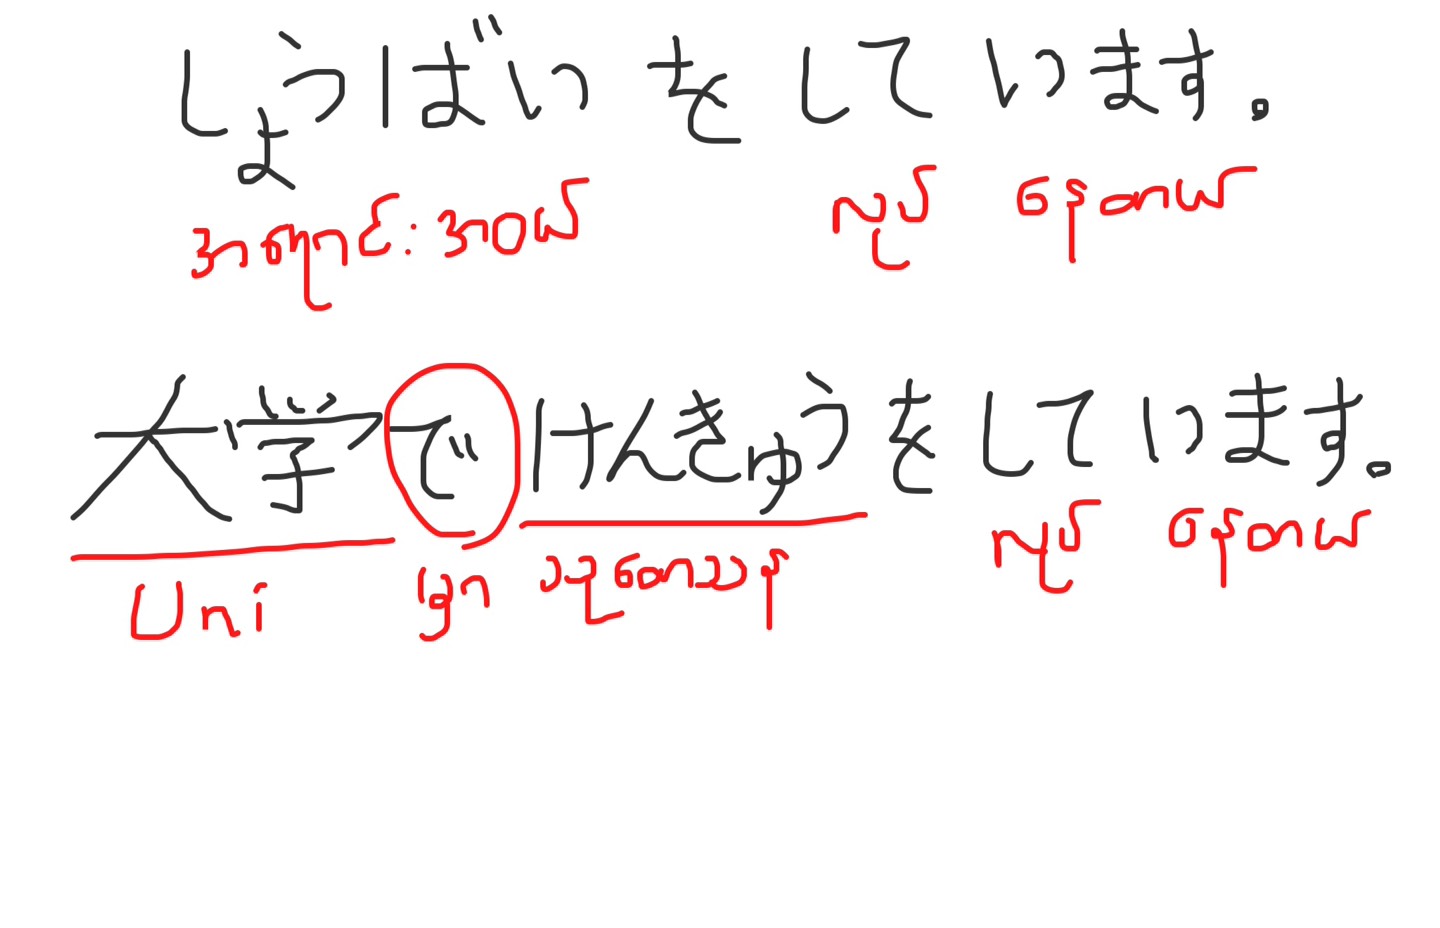 しょうばいをしています。
အရောင်းအဝယ် လုပ် နေတယ်
大学でけんきゅうをしています。
Uni မှာ သုတေသန လုပ် နေတယ်